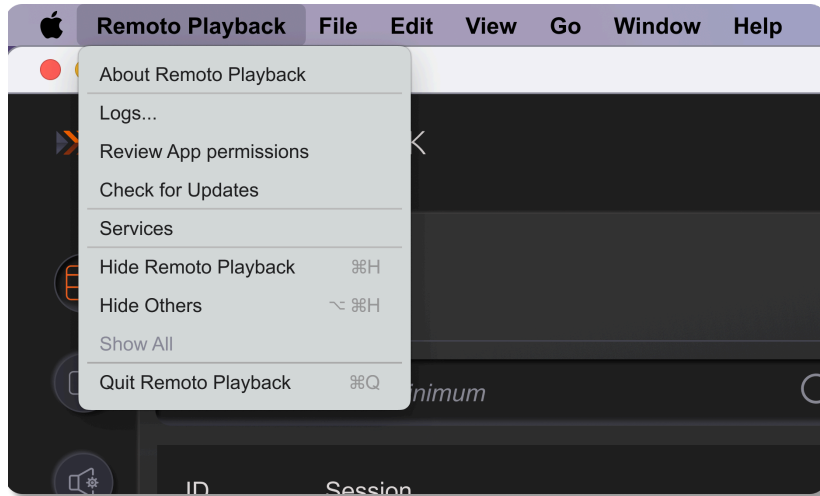 Remoto Playback File Edit View Go Window Help
About Remoto Playback
Logs...
K
Review App permissions
Check for Updates
Services
Hide Remoto Playback ⌘H
Hide Others ⌥ ⌘H
Show All
Quit Remoto Playback ⌘Q
inimum
ID Session